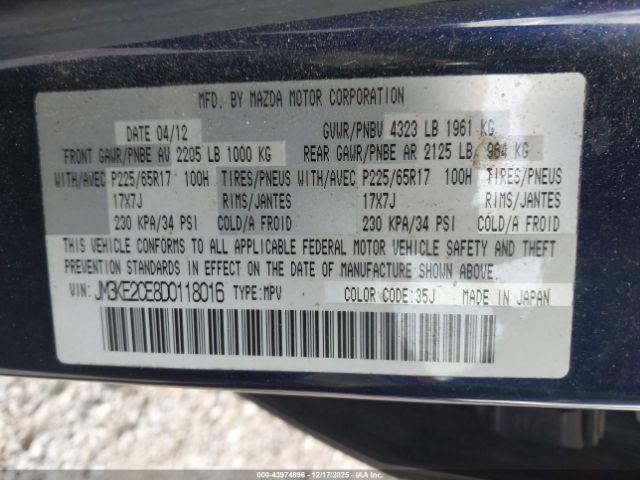 MFD. BY MAZDA MOTOR CORPORATION
DATE 04/12 GVWR/PNBV 4323 LB 1961 KG
FRONT GAWR/PNBE AV 2205 LB 1000 KG REAR GAWR/PNBE AR 2125 LB 964 KG
WITH/AVEC P225/65R17 100H TIRES/PNEUS WITH/AVEC P225/65R17 100H TIRES/PNEUS
17X7J RIMS/JANTES 17X7J RIMS/JANTES
230 KPA/34 PSI COLD/A FROID 230 KPA/34 PSI COLD/A FROID
THIS VEHICLE CONFORMS TO ALL APPLICABLE FEDERAL MOTOR VEHICLE SAFETY AND THEFT
PREVENTION STANDARDS IN EFFECT ON THE DATE OF MANUFACTURE SHOWN ABOVE.
VIN: JM3KE2CE8D0118016 TYPE: MPV COLOR CODE: 35J MADE IN JAPAN
000-43974896 12/17/2025 IAA Inc.